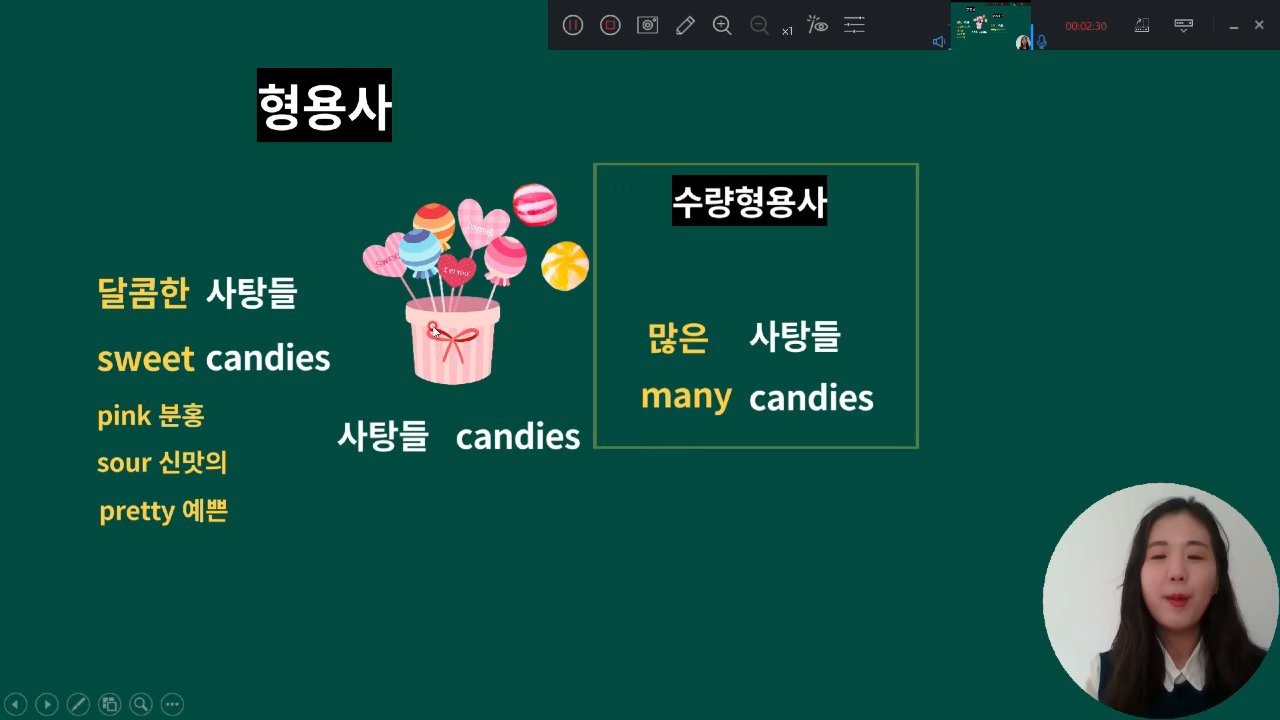 x1
00:02:30
형용사
수량형용사
달콤한 사탕들
sweet candies
pink 분홍
sour 신맛의
pretty 예쁜
사탕들 candies
많은 사탕들
many candies